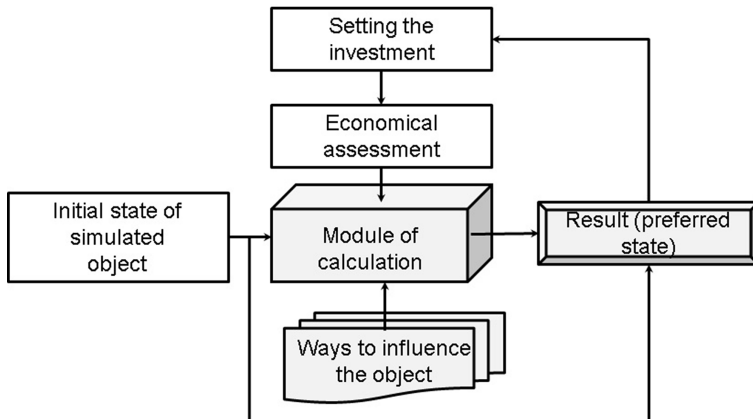 Setting the
investment
Economical
assessment
Initial state of
simulated
object
Module of
calculation
Result (preferred
state)
Ways to influence
the object